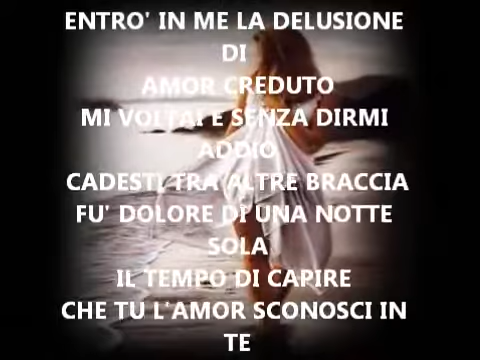 ENTRO' IN ME LA DELUSIONE
DI
AMOR CREDUTO
MI VOLTAI E SENZA DIRMI
ADDIO
CADESTI TRA ALTRE BRACCIA
FU' DOLORE DI UNA NOTTE
SOLA
IL TEMPO DI CAPIRE
CHE TU L'AMOR SCONOSCI IN
TE